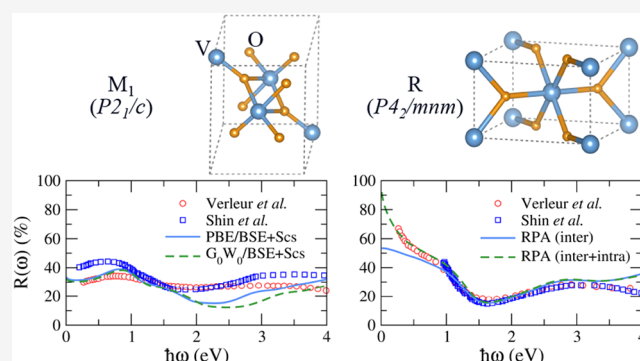 V O
M₁
(P2₁/c)
R
(P4₂/mnm)
R(ω) (%)
100
80
60
40
20
0
Verleur et al.
Shin et al.
PBE/BSE+Scs
G₀W₀/BSE+Scs
0 1 2 3 4
ħω (eV)
100
80
60
40
20
0
Verleur et al.
Shin et al.
RPA (inter)
RPA (inter+intra)
0 1 2 3 4
ħω (eV)